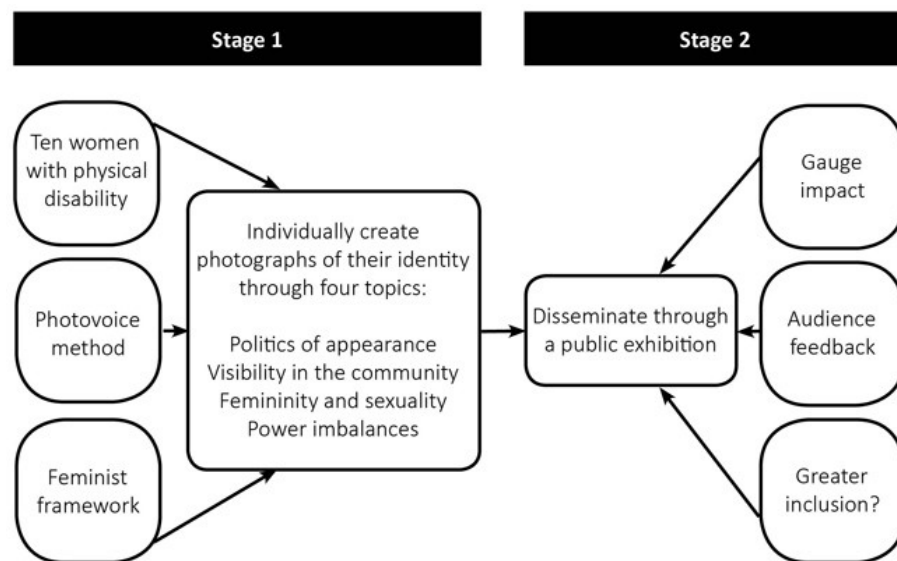 Stage 1
Stage 2
Ten women
with physical
disability
Photovoice
method
Feminist
framework
Individually create
photographs of their identity
through four topics:
Politics of appearance
Visibility in the community
Femininity and sexuality
Power imbalances
Disseminate through
a public exhibition
Gauge
impact
Audience
feedback
Greater
inclusion?